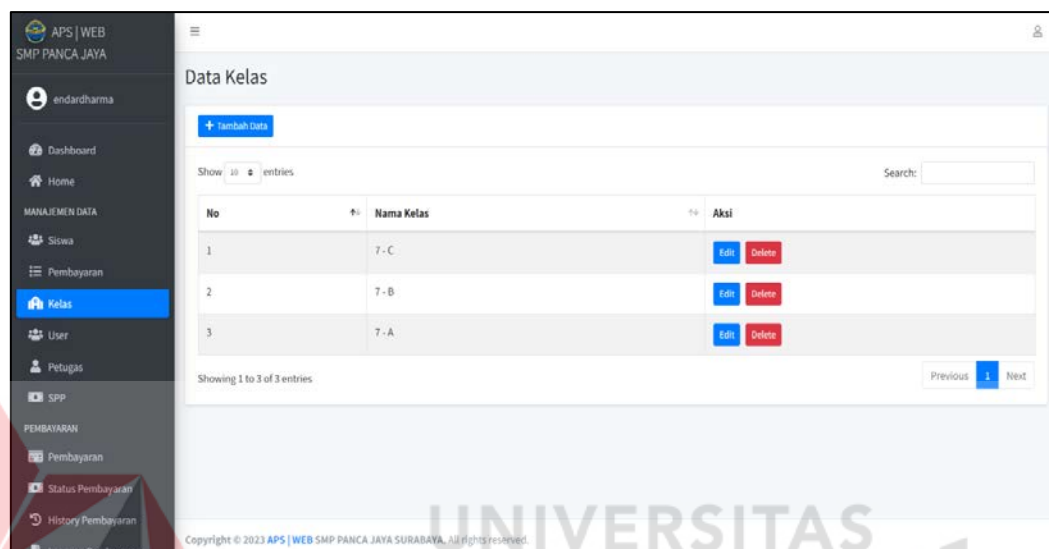 APS | WEB
SMP PANCA JAYA
endardharma
Dashboard
Home
MANAJEMEN DATA
Siswa
Pembayaran
Kelas
User
Petugas
SPP
PEMBAYARAN
Pembayaran
Status Pembayaran
History Pembayaran
Data Kelas
+ Tambah Data
Show 10 entries
Search:
No Nama Kelas Aksi
1 7 - C Edit Delete
2 7 - B Edit Delete
3 7 - A Edit Delete
Showing 1 to 3 of 3 entries
Previous 1 Next
Copyright © 2023 APS | WEB SMP PANCA JAYA SURABAYA. All rights reserved.
UNIVERSITAS